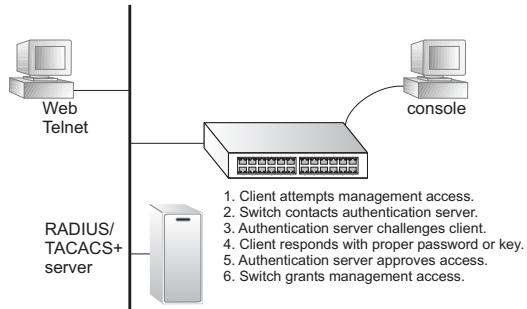 Web
Telnet
console
RADIUS/
TACACS+
server
1. Client attempts management access.
2. Switch contacts authentication server.
3. Authentication server challenges client.
4. Client responds with proper password or key.
5. Authentication server approves access.
6. Switch grants management access.